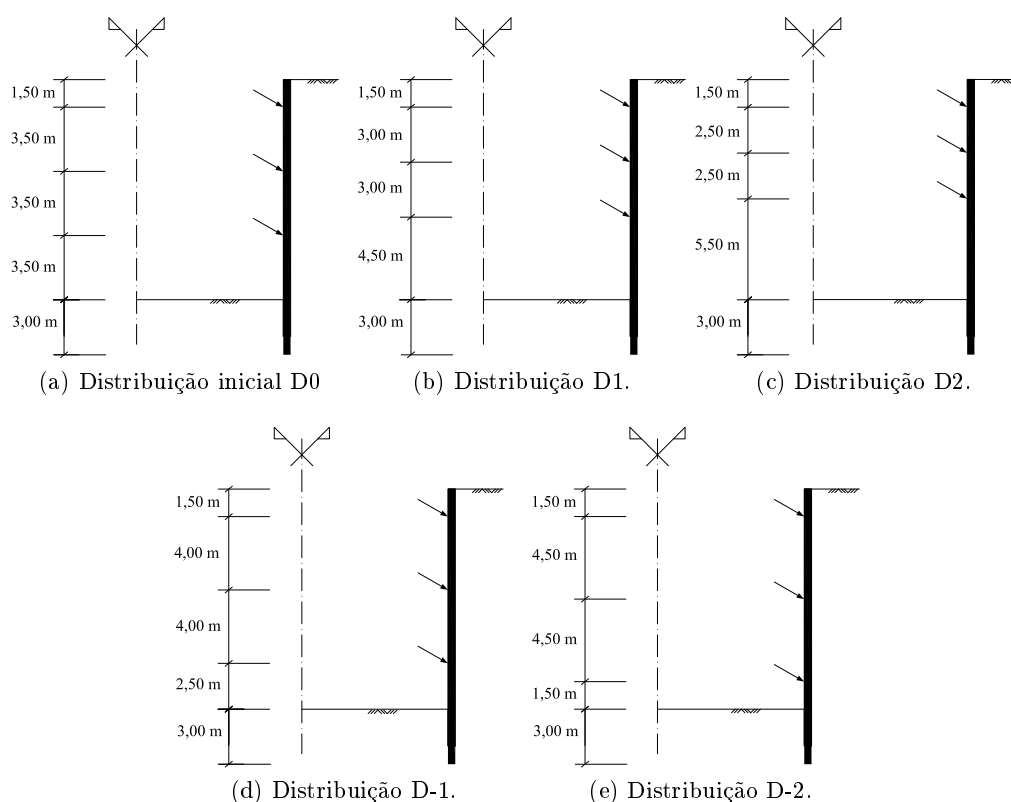 1,50 m
3,50 m
3,50 m
3,50 m
3,00 m
(a) Distribuição inicial D0
1,50 m
3,00 m
3,00 m
4,50 m
3,00 m
(b) Distribuição D1.
1,50 m
2,50 m
2,50 m
5,50 m
3,00 m
(c) Distribuição D2.
1,50 m
4,00 m
4,00 m
2,50 m
3,00 m
(d) Distribuição D-1.
1,50 m
4,50 m
4,50 m
1,50 m
3,00 m
(e) Distribuição D-2.